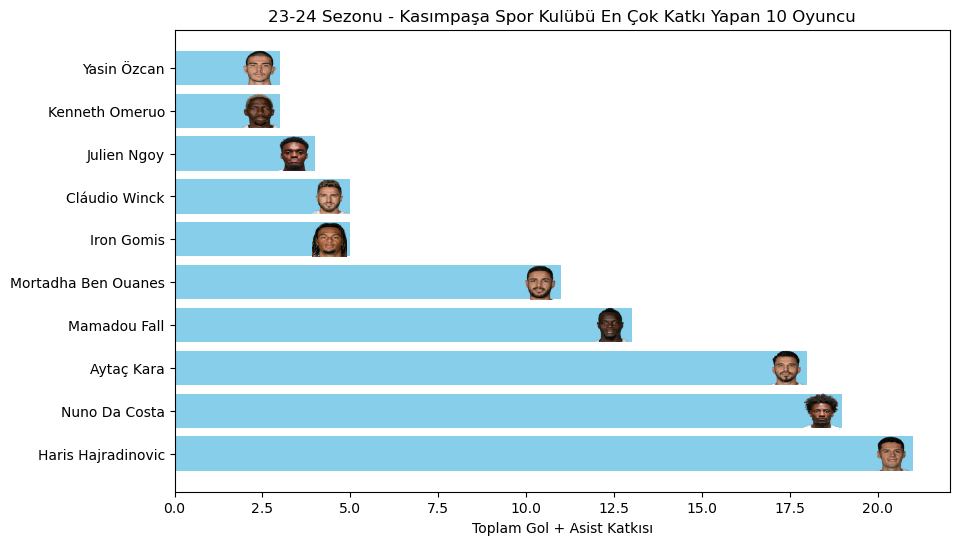 23-24 Sezonu - Kasımpaşa Spor Kulübü En Çok Katkı Yapan 10 Oyuncu
Yasin Özcan
Kenneth Omeruo
Julien Ngoy
Cláudio Winck
Iron Gomis
Mortadha Ben Ouanes
Mamadou Fall
Aytaç Kara
Nuno Da Costa
Haris Hajradinovic
0.0 2.5 5.0 7.5 10.0 12.5 15.0 17.5 20.0
Toplam Gol + Asist Katkısı